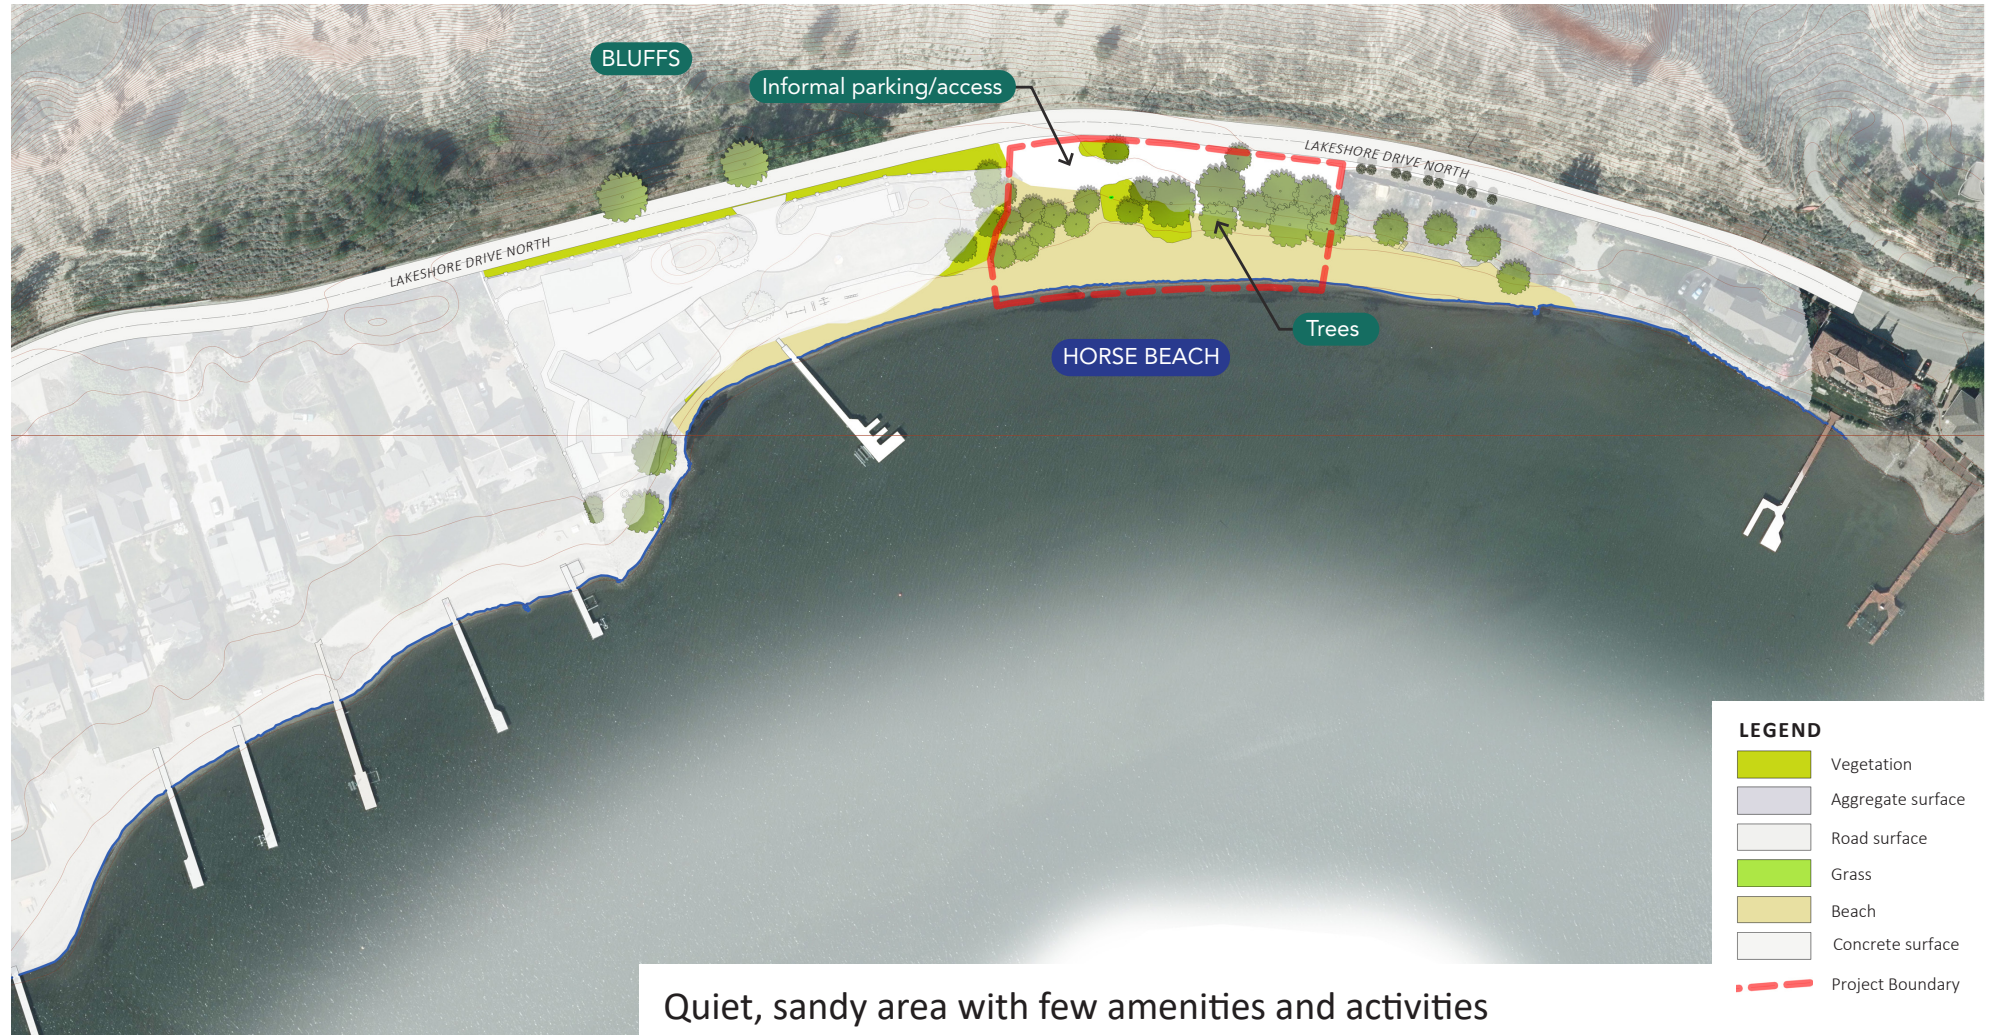 BLUFFS
Informal parking/access
LAKESHORE DRIVE NORTH
LAKESHORE DRIVE NORTH
Trees
HORSE BEACH
LEGEND
Vegetation
Aggregate surface
Road surface
Grass
Beach
Concrete surface
Project Boundary
Quiet, sandy area with few amenities and activities